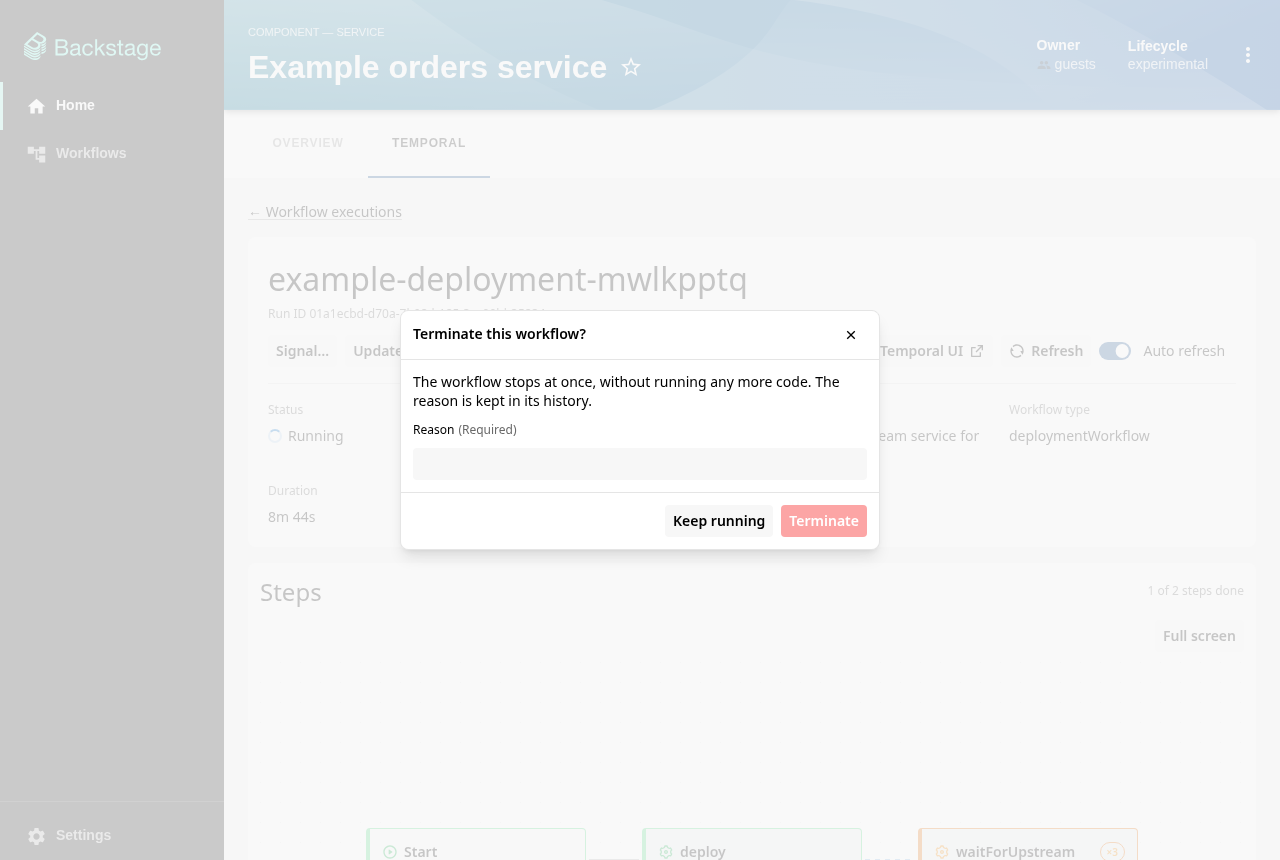 Backstage
Home
Workflows
Settings
COMPONENT — SERVICE
Example orders service
Owner
guests
Lifecycle
experimental
OVERVIEW
TEMPORAL
← Workflow executions
example-deployment-mwlkpptq
Run ID 01a1ecbd-d70a-
Signal...
Update
Temporal UI
Refresh
Auto refresh
Status
Running
eam service for
Workflow type
deploymentWorkflow
Duration
8m 44s
Terminate this workflow?
The workflow stops at once, without running any more code. The
reason is kept in its history.
Reason (Required)
Keep running
Terminate
Steps
1 of 2 steps done
Full screen
Start
deploy
waitForUpstream
×3